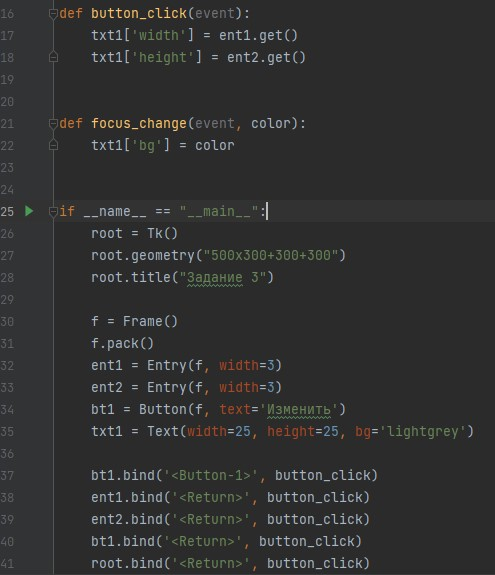 16 def button_click(event):
17     txt1['width'] = ent1.get()
18     txt1['height'] = ent2.get()
19
20
21 def focus_change(event, color):
22     txt1['bg'] = color
23
24
25 if __name__ == "__main__":
26     root = Tk()
27     root.geometry("500x300+300+300")
28     root.title("Задание 3")
29
30     f = Frame()
31     f.pack()
32     ent1 = Entry(f, width=3)
33     ent2 = Entry(f, width=3)
34     bt1 = Button(f, text='Изменить')
35     txt1 = Text(width=25, height=25, bg='lightgrey')
36
37     bt1.bind('<Button-1>', button_click)
38     ent1.bind('<Return>', button_click)
39     ent2.bind('<Return>', button_click)
40     bt1.bind('<Return>', button_click)
41     root.bind('<Return>', button_click)